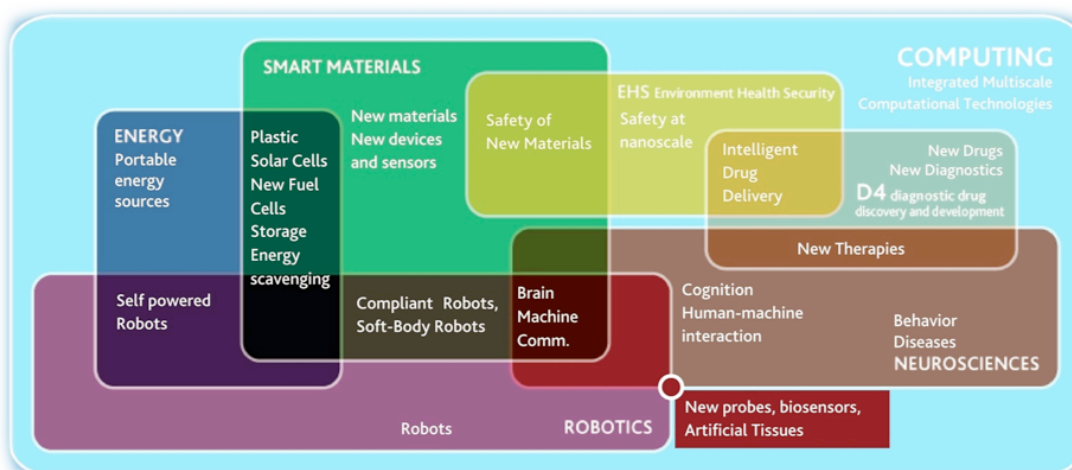 COMPUTING
Integrated Multiscale
Computational Technologies
SMART MATERIALS
New materials
New devices
and sensors
EHS Environment Health Security
Safety at
nanoscale
Safety of
New Materials
ENERGY
Portable
energy
sources
Plastic
Solar Cells
New Fuel
Cells
Storage
Energy
scavenging
Intelligent
Drug
Delivery
New Drugs
New Diagnostics
D4 diagnostic drug
discovery and development
New Therapies
Self powered
Robots
Compliant Robots,
Soft-Body Robots
Brain
Machine
Comm.
Cognition
Human-machine
interaction
Behavior
Diseases
NEUROSCIENCES
New probes, biosensors,
Artificial Tissues
Robots
ROBOTICS